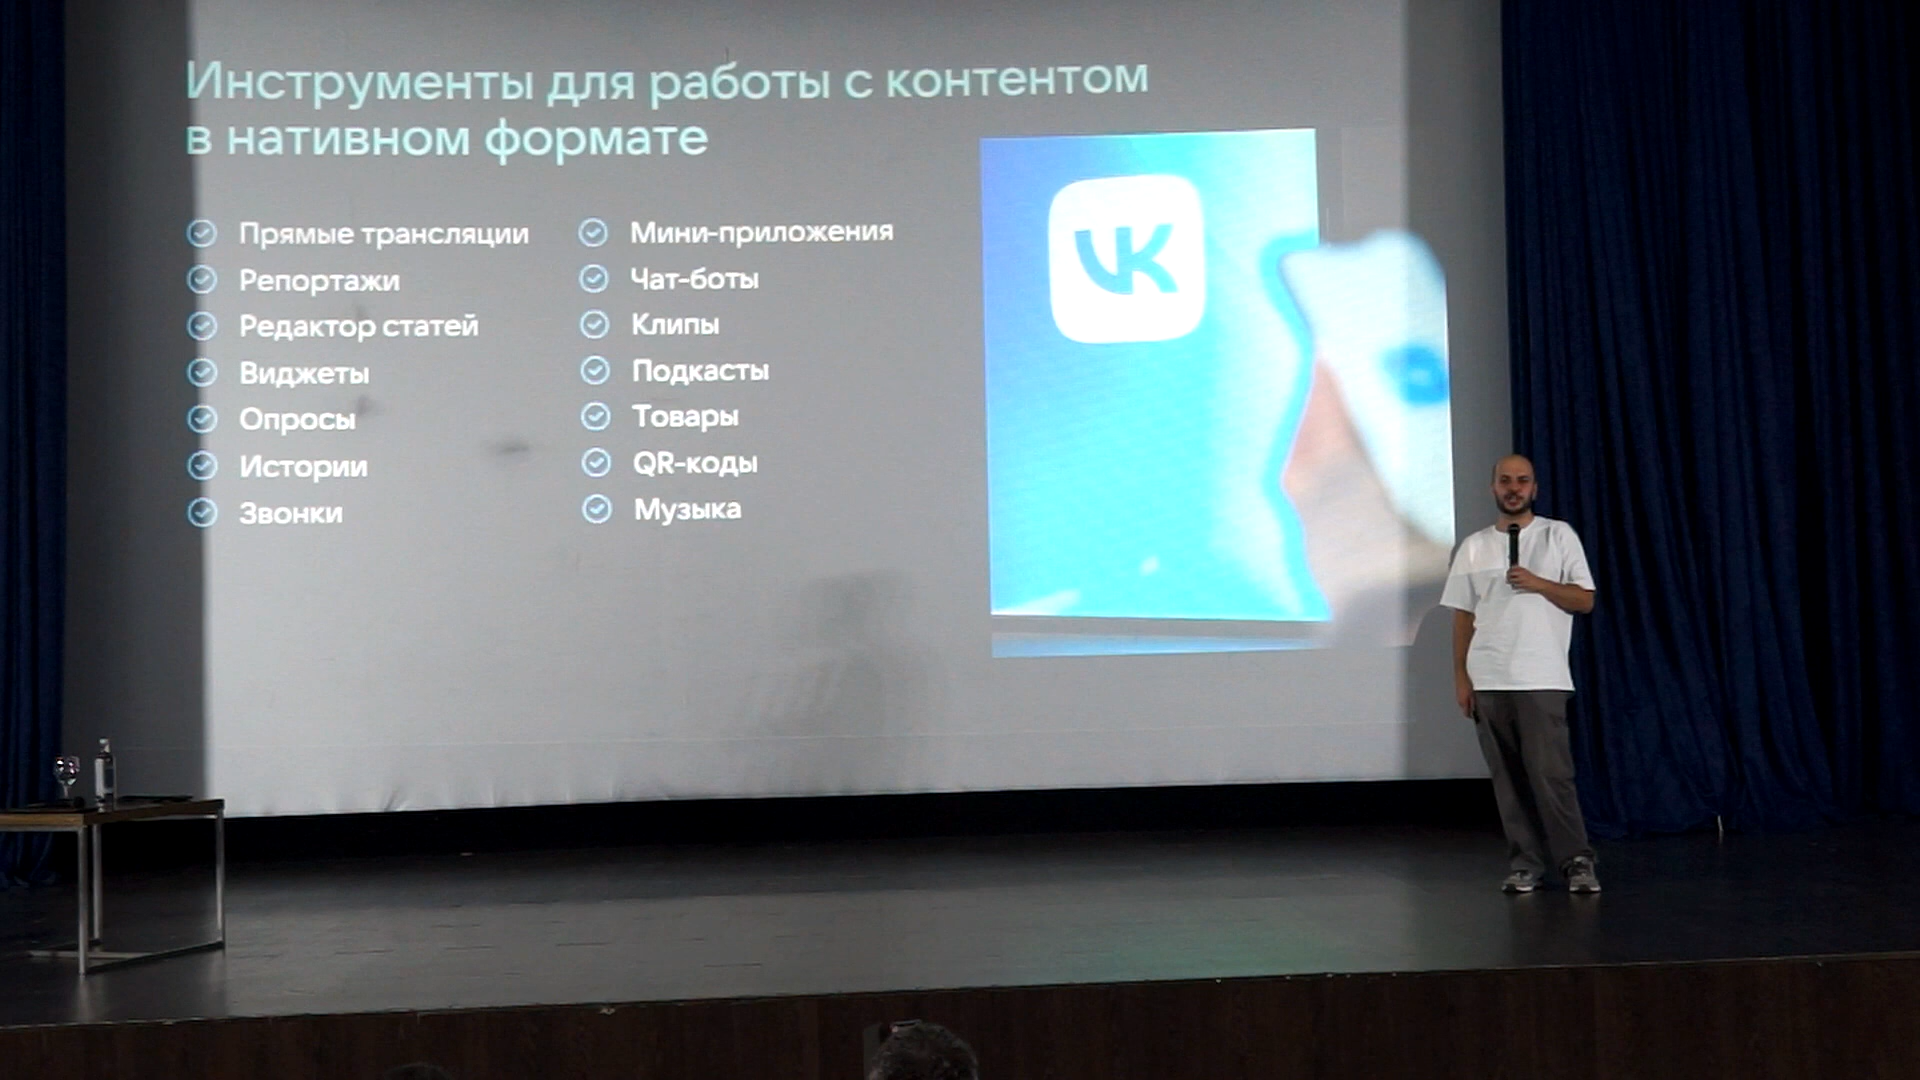 Инструменты для работы с контентом
в нативном формате
Прямые трансляции
Репортажи
Редактор статей
Виджеты
Опросы
Истории
Звонки
Мини-приложения
Чат-боты
Клипы
Подкасты
Товары
QR-коды
Музыка
VK